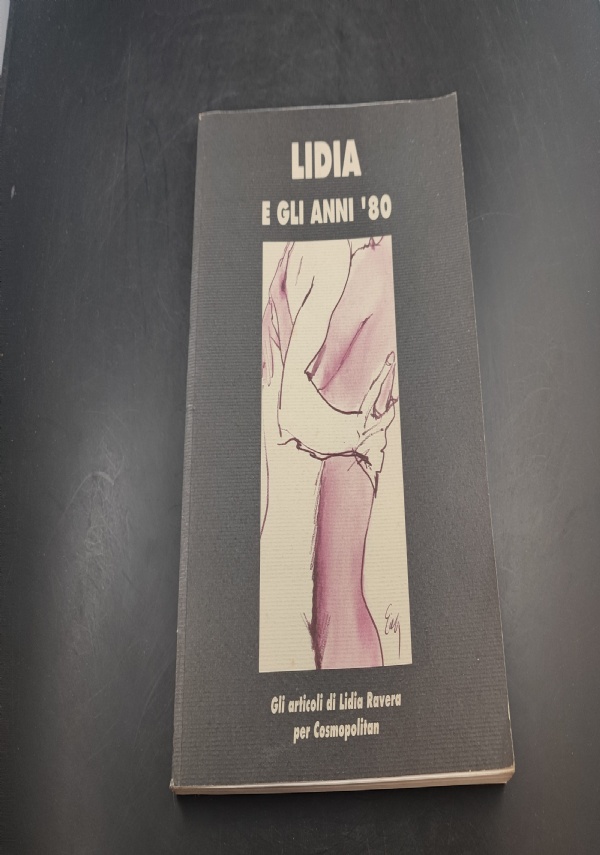 LIDIA
E GLI ANNI '80
Gli articoli di Lidia Ravera
per Cosmopolitan